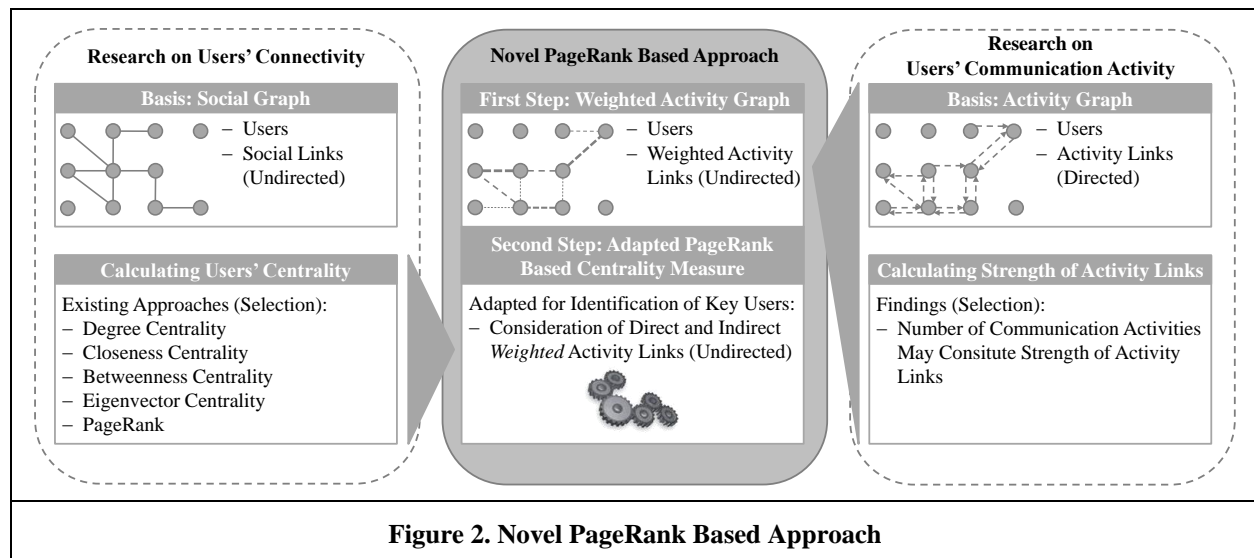 Research on Users' Connectivity
Basis: Social Graph
– Users
– Social Links
(Undirected)
Calculating Users' Centrality
Existing Approaches (Selection):
– Degree Centrality
– Closeness Centrality
– Betweenness Centrality
– Eigenvector Centrality
– PageRank
Novel PageRank Based Approach
First Step: Weighted Activity Graph
– Users
– Weighted Activity
Links (Undirected)
Second Step: Adapted PageRank
Based Centrality Measure
Adapted for Identification of Key Users:
– Consideration of Direct and Indirect
Weighted Activity Links (Undirected)
Research on
Users' Communication Activity
Basis: Activity Graph
– Users
– Activity Links
(Directed)
Calculating Strength of Activity Links
Findings (Selection):
– Number of Communication Activities
May Consitute Strength of Activity
Links
Figure 2. Novel PageRank Based Approach